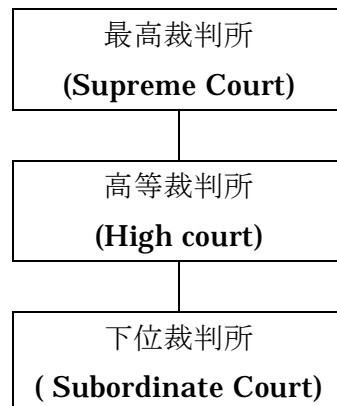 最高裁判所
(Supreme Court)
高等裁判所
(High court)
下位裁判所
( Subordinate Court)